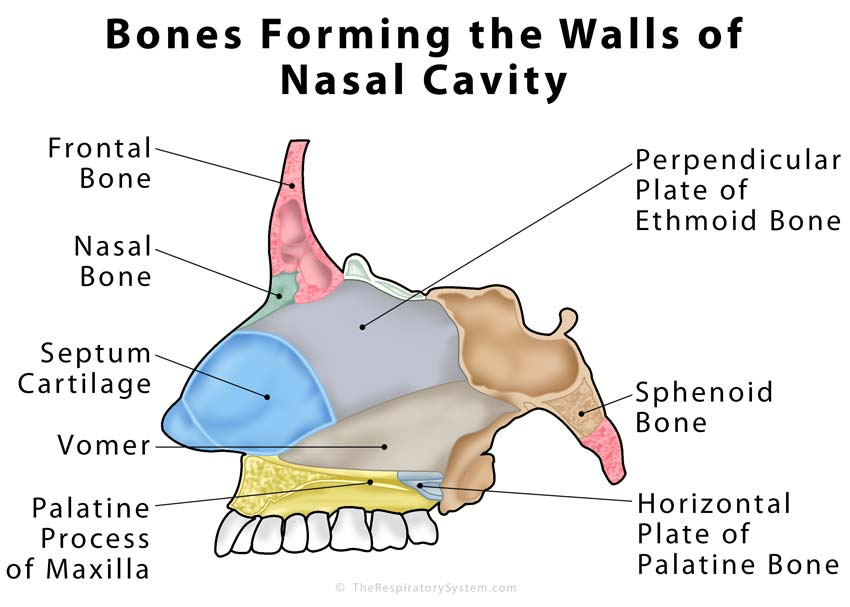 Bones Forming the Walls of
Nasal Cavity
Frontal
Bone
Nasal
Bone
Septum
Cartilage
Vomer
Palatine
Process
of Maxilla
Perpendicular
Plate of
Ethmoid Bone
Sphenoid
Bone
Horizontal
Plate of
Palatine Bone
© TheRespiratorySystem.com